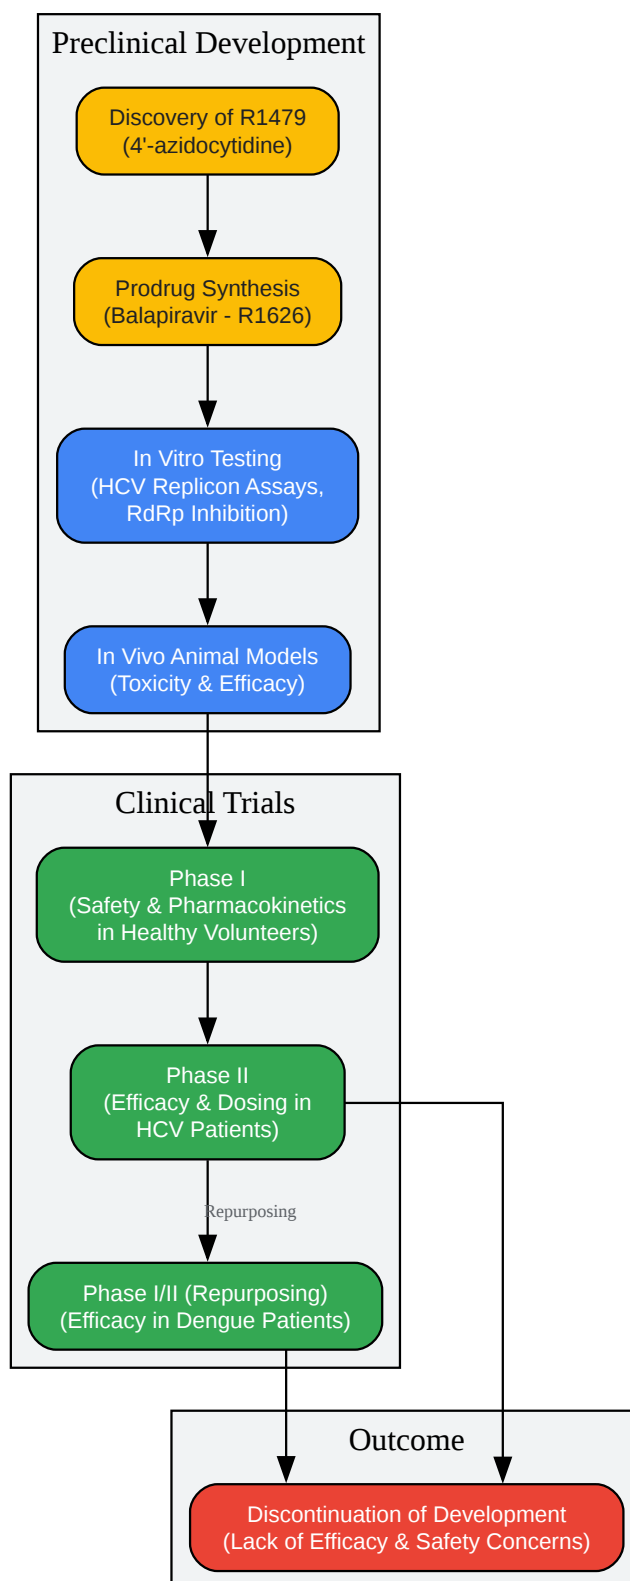 Preclinical Development
Discovery of R1479
(4'-azidocytidine)
Prodrug Synthesis
(Balapiravir - R1626)
In Vitro Testing
(HCV Replicon Assays,
RdRp Inhibition)
In Vivo Animal Models
(Toxicity & Efficacy)
Clinical Trials
Phase I
(Safety & Pharmacokinetics
in Healthy Volunteers)
Phase II
(Efficacy & Dosing in
HCV Patients)
Repurposing
Phase I/II (Repurposing)
(Efficacy in Dengue Patients)
Outcome
Discontinuation of Development
(Lack of Efficacy & Safety Concerns)